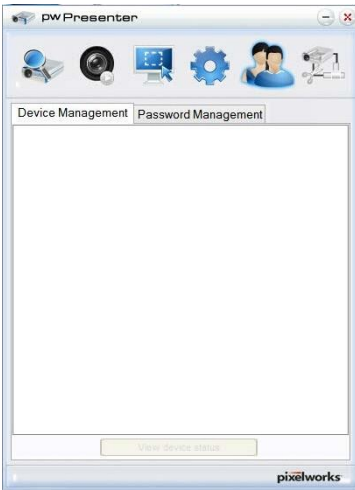 pwPresenter
Device Management Password Management
View device status
pixelworks